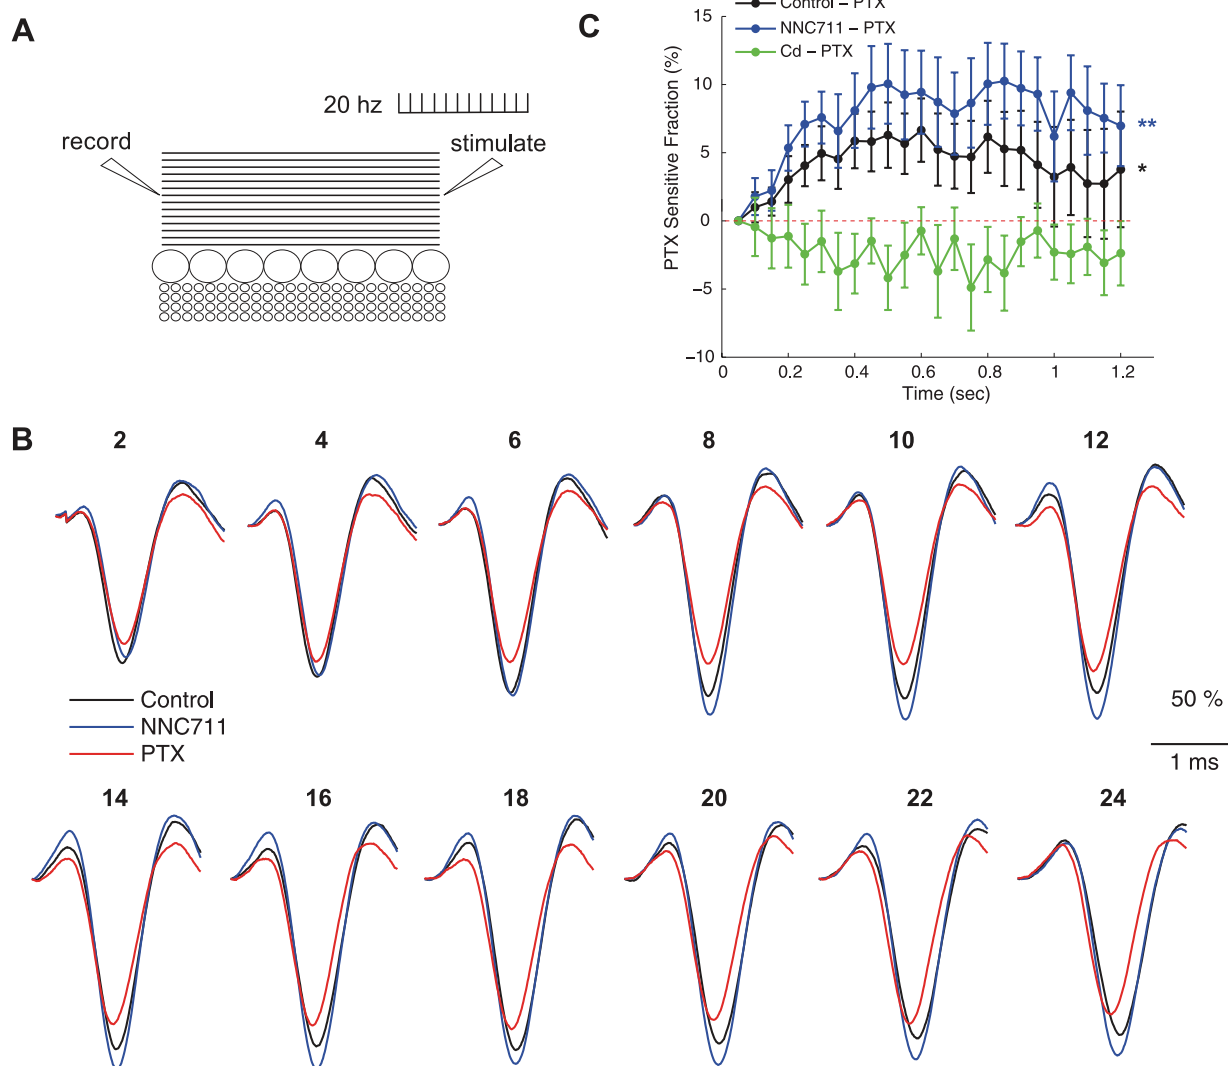 A
20 hz
record
stimulate
C
Control – PTX
NNC711 – PTX
Cd – PTX
PTX Sensitive Fraction (%)
15
10
5
0
−5
−10
0 0.2 0.4 0.6 0.8 1 1.2
Time (sec)
**
*
B
2 4 6 8 10 12
Control
NNC711
PTX
50 %
1 ms
14 16 18 20 22 24